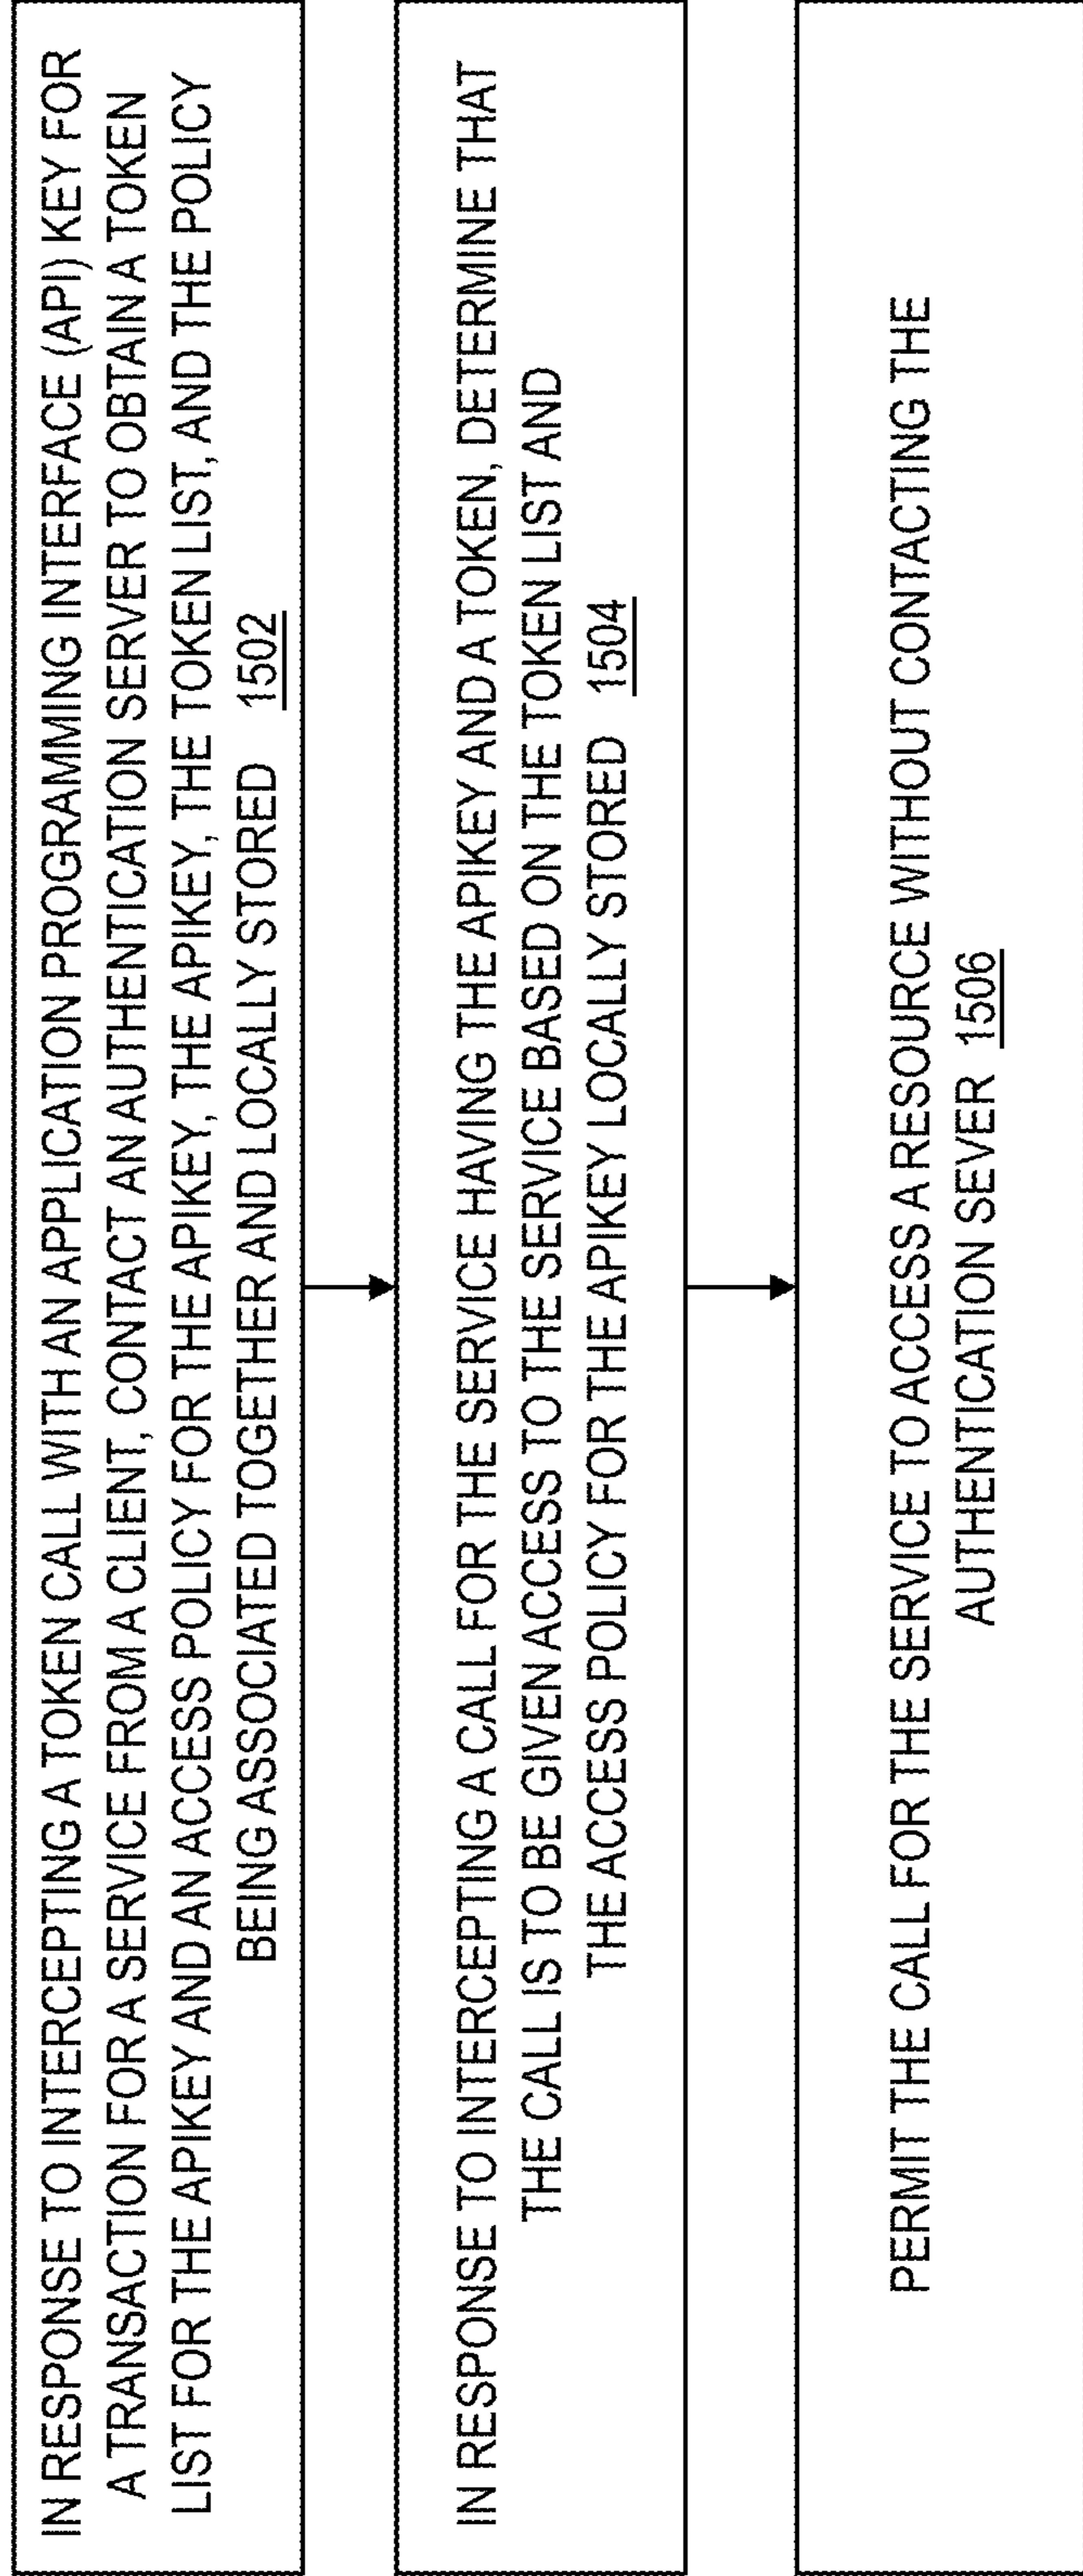 IN RESPONSE TO INTERCEPTING A TOKEN CALL WITH AN APPLICATION PROGRAMMING INTERFACE (API) KEY FOR
A TRANSACTION FOR A SERVICE FROM A CLIENT, CONTACT AN AUTHENTICATION SERVER TO OBTAIN A TOKEN
LIST FOR THE APIKEY AND AN ACCESS POLICY FOR THE APIKEY, THE APIKEY, THE TOKEN LIST, AND THE POLICY
BEING ASSOCIATED TOGETHER AND LOCALLY STORED 1502
IN RESPONSE TO INTERCEPTING A CALL FOR THE SERVICE HAVING THE APIKEY AND A TOKEN, DETERMINE THAT
THE CALL IS TO BE GIVEN ACCESS TO THE SERVICE BASED ON THE TOKEN LIST AND
THE ACCESS POLICY FOR THE APIKEY LOCALLY STORED 1504
PERMIT THE CALL FOR THE SERVICE TO ACCESS A RESOURCE WITHOUT CONTACTING THE
AUTHENTICATION SEVER 1506